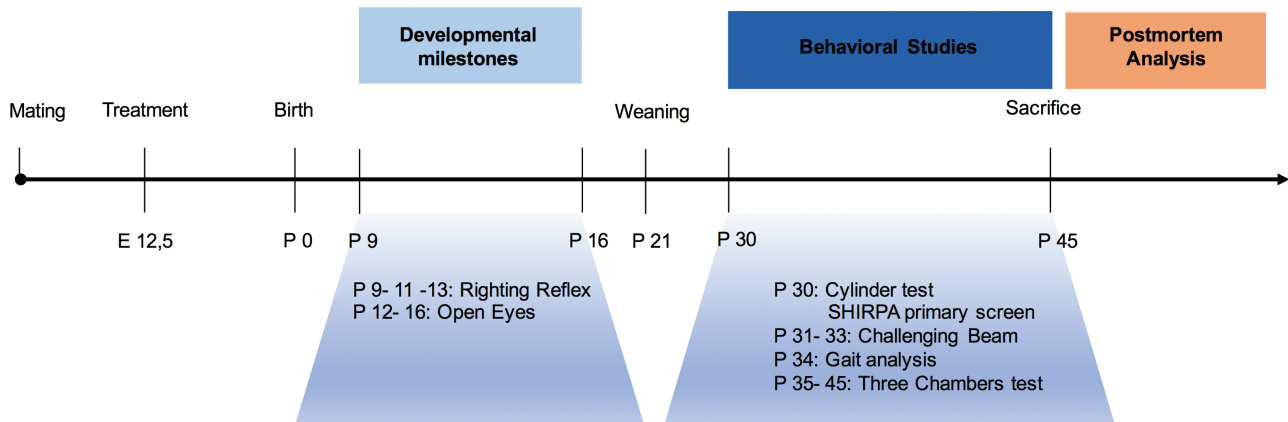 Developmental
milestones
Behavioral Studies
Postmortem
Analysis
Mating
Treatment
Birth
Weaning
Sacrifice
E 12,5
P 0
P 9
P 16
P 21
P 30
P 45
P 9- 11 -13: Righting Reflex
P 12- 16: Open Eyes
P 30: Cylinder test
SHIRPA primary screen
P 31- 33: Challenging Beam
P 34: Gait analysis
P 35- 45: Three Chambers test